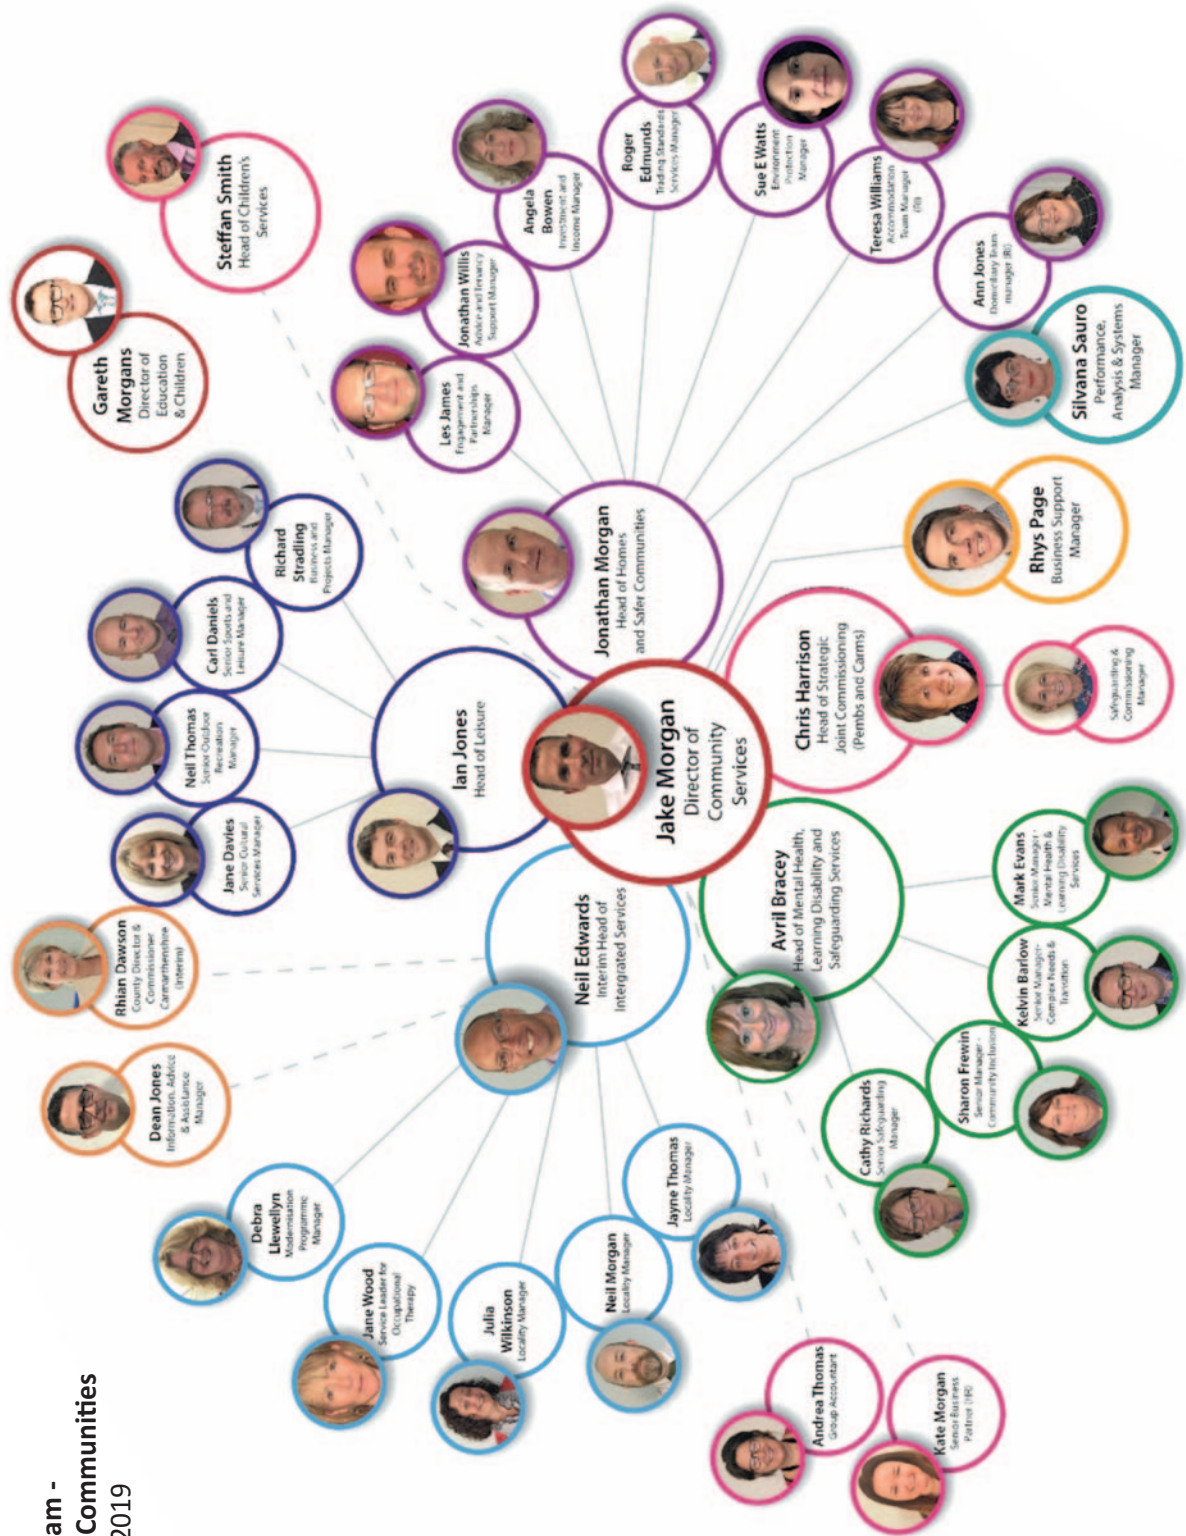 am -
Communities
2019
Dean Jones
Information, Advice
& Assistance
Manager
Rhian Dawson
County Director &
Commissioner
Carmarthenshire
(Interim)
Jane Davies
Senior Cultural
Services Manager
Neil Thomas
Senior Outdoor
Recreation
Manager
Carl Daniels
Senior Sports and
Leisure Manager
Richard
Stradling
Business and
Projects Manager
Gareth
Morgans
Director of
Education
& Children
Steffan Smith
Head of Children's
Services
Debra
Llewellyn
Modernisation
Programme
Manager
Jane Wood
Service Leader for
Occupational
Therapy
Julia
Wilkinson
Locality Manager
Neil Morgan
Locality Manager
Jayne Thomas
Locality Manager
Neil Edwards
Interim Head of
Intergrated Services
Ian Jones
Head of Leisure
Jake Morgan
Director of
Community
Services
Jonathan Morgan
Head of Homes
and Safer Communities
Les James
Engagement and
Partnerships
Manager
Jonathan Willis
Advice and Tenancy
Support Manager
Angela
Bowen
Investment and
Income Manager
Roger
Edmunds
Trading Standards
Services Manager
Sue E Watts
Environment
Protection
Manager
Teresa Williams
Accommodation
Team Manager
Ann Jones
Domiciliary Team
manager (RI)
Silvana Sauro
Performance,
Analysis & Systems
Manager
Rhys Page
Business Support
Manager
Chris Harrison
Head of Strategic
Joint Commissioning
(Pembs and Carms)
Safeguarding &
Commissioning
Manager
Avril Bracey
Head of Mental Health,
Learning Disability and
Safeguarding Services
Mark Evans
Senior Manager -
Mental Health &
Learning Disability
Services
Kelvin Barlow
Senior Manager-
Complex Needs &
Transition
Sharon Frewin
Senior Manager -
Community Inclusion
Cathy Richards
Senior Safeguarding
Manager
Andrea Thomas
Group Accountant
Kate Morgan
Senior Business
Partner (HR)